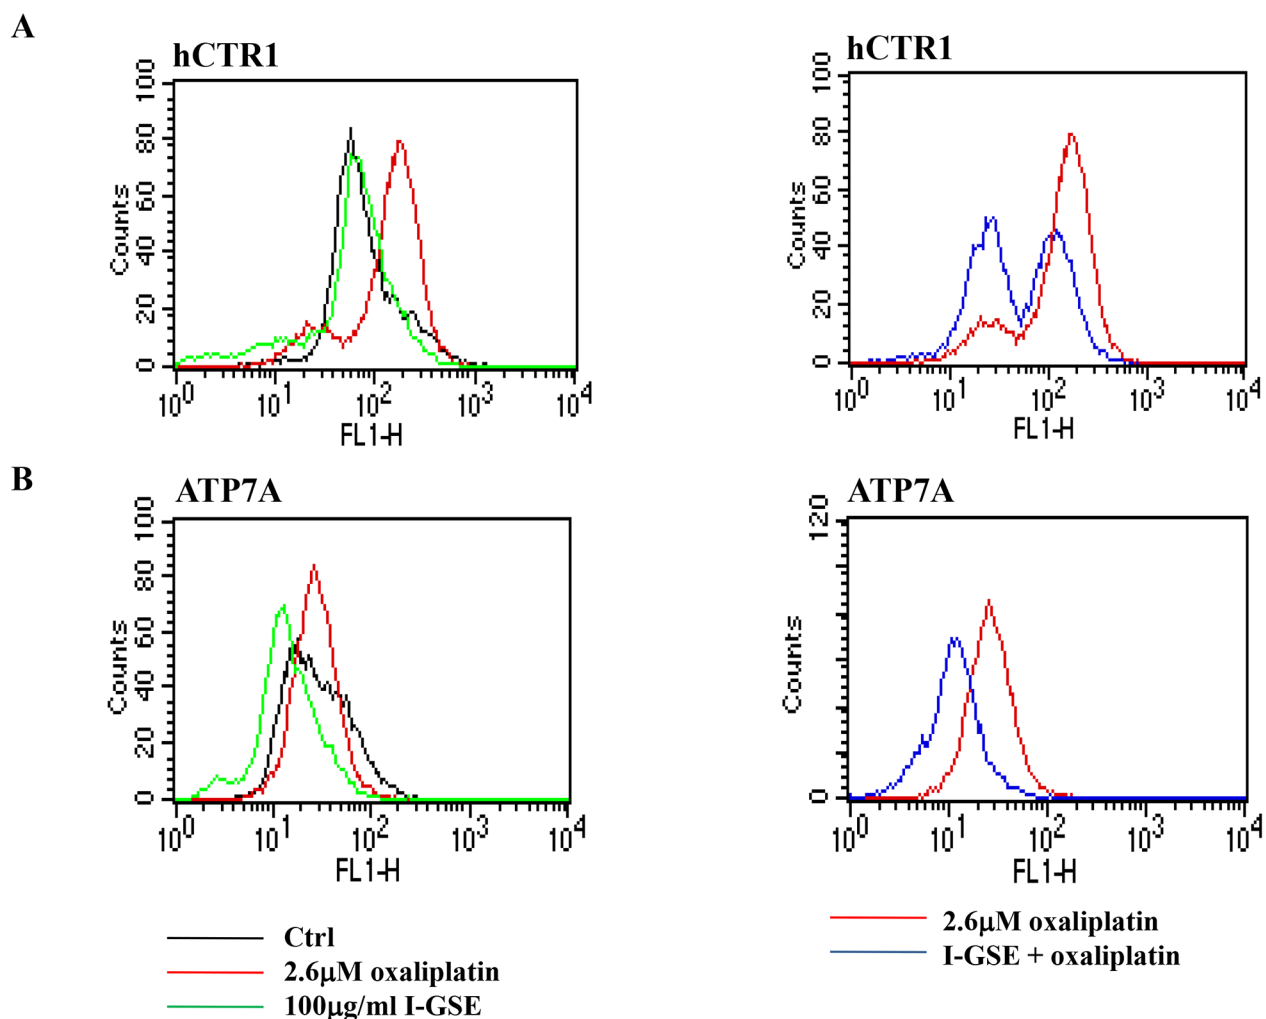 A
hCTR1
100
80
60
40
20
0
Counts
10^0 10^1 10^2 10^3 10^4
FL1-H
hCTR1
100
80
60
40
20
0
Counts
10^0 10^1 10^2 10^3 10^4
FL1-H
B
ATP7A
100
80
60
40
20
0
Counts
10^0 10^1 10^2 10^3 10^4
FL1-H
ATP7A
120
0
Counts
10^0 10^1 10^2 10^3 10^4
FL1-H
Ctrl
2.6μM oxaliplatin
100μg/ml I-GSE
2.6μM oxaliplatin
I-GSE + oxaliplatin